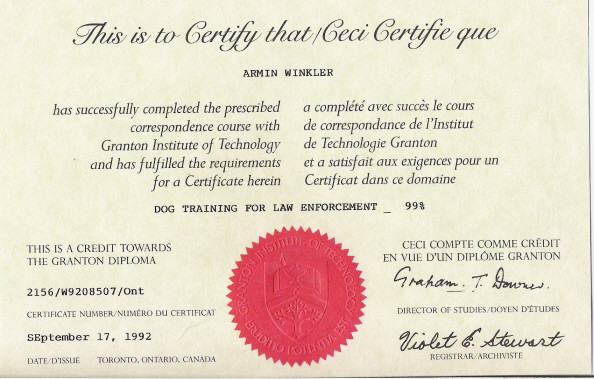 This is to Certify that/Ceci Certifie que
ARMIN WINKLER
has successfully completed the prescribed
correspondence course with
Granton Institute of Technology
and has fulfilled the requirements
for a Certificate herein
a complété avec succès le cours
de correspondance de l'Institut
de Technologie Granton
et a satisfait aux exigences pour un
Certificat dans ce domaine
DOG TRAINING FOR LAW ENFORCEMENT _ 99%
THIS IS A CREDIT TOWARDS
THE GRANTON DIPLOMA
2156/W9208507/Ont
CERTIFICATE NUMBER/NUMÉRO DU CERTIFICAT
SEptember 17, 1992
DATE/D'ISSUE TORONTO, ONTARIO, CANADA
GRANTON INSTITUTE OF TECHNOLOGY
CECI COMPTE COMME CRÉDIT
EN VUE D'UN DIPLÔME GRANTON
Graham. T.
DIRECTOR OF STUDIES/DOYEN D'ÉTUDES
Violet E. Stewart
REGISTRAR/ARCHIVISTE